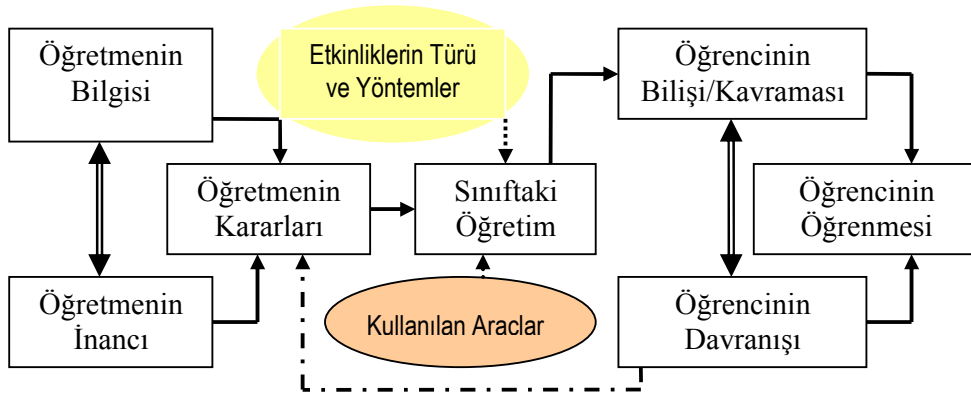 Öğretmenin
Bilgisi
Etkinliklerin Türü
ve Yöntemler
Öğrencinin
Bilişi/Kavraması
Öğretmenin
Kararları
Sınıftaki
Öğretim
Öğrencinin
Öğrenmesi
Öğretmenin
İnancı
Kullanılan Araclar
Öğrencinin
Davranışı